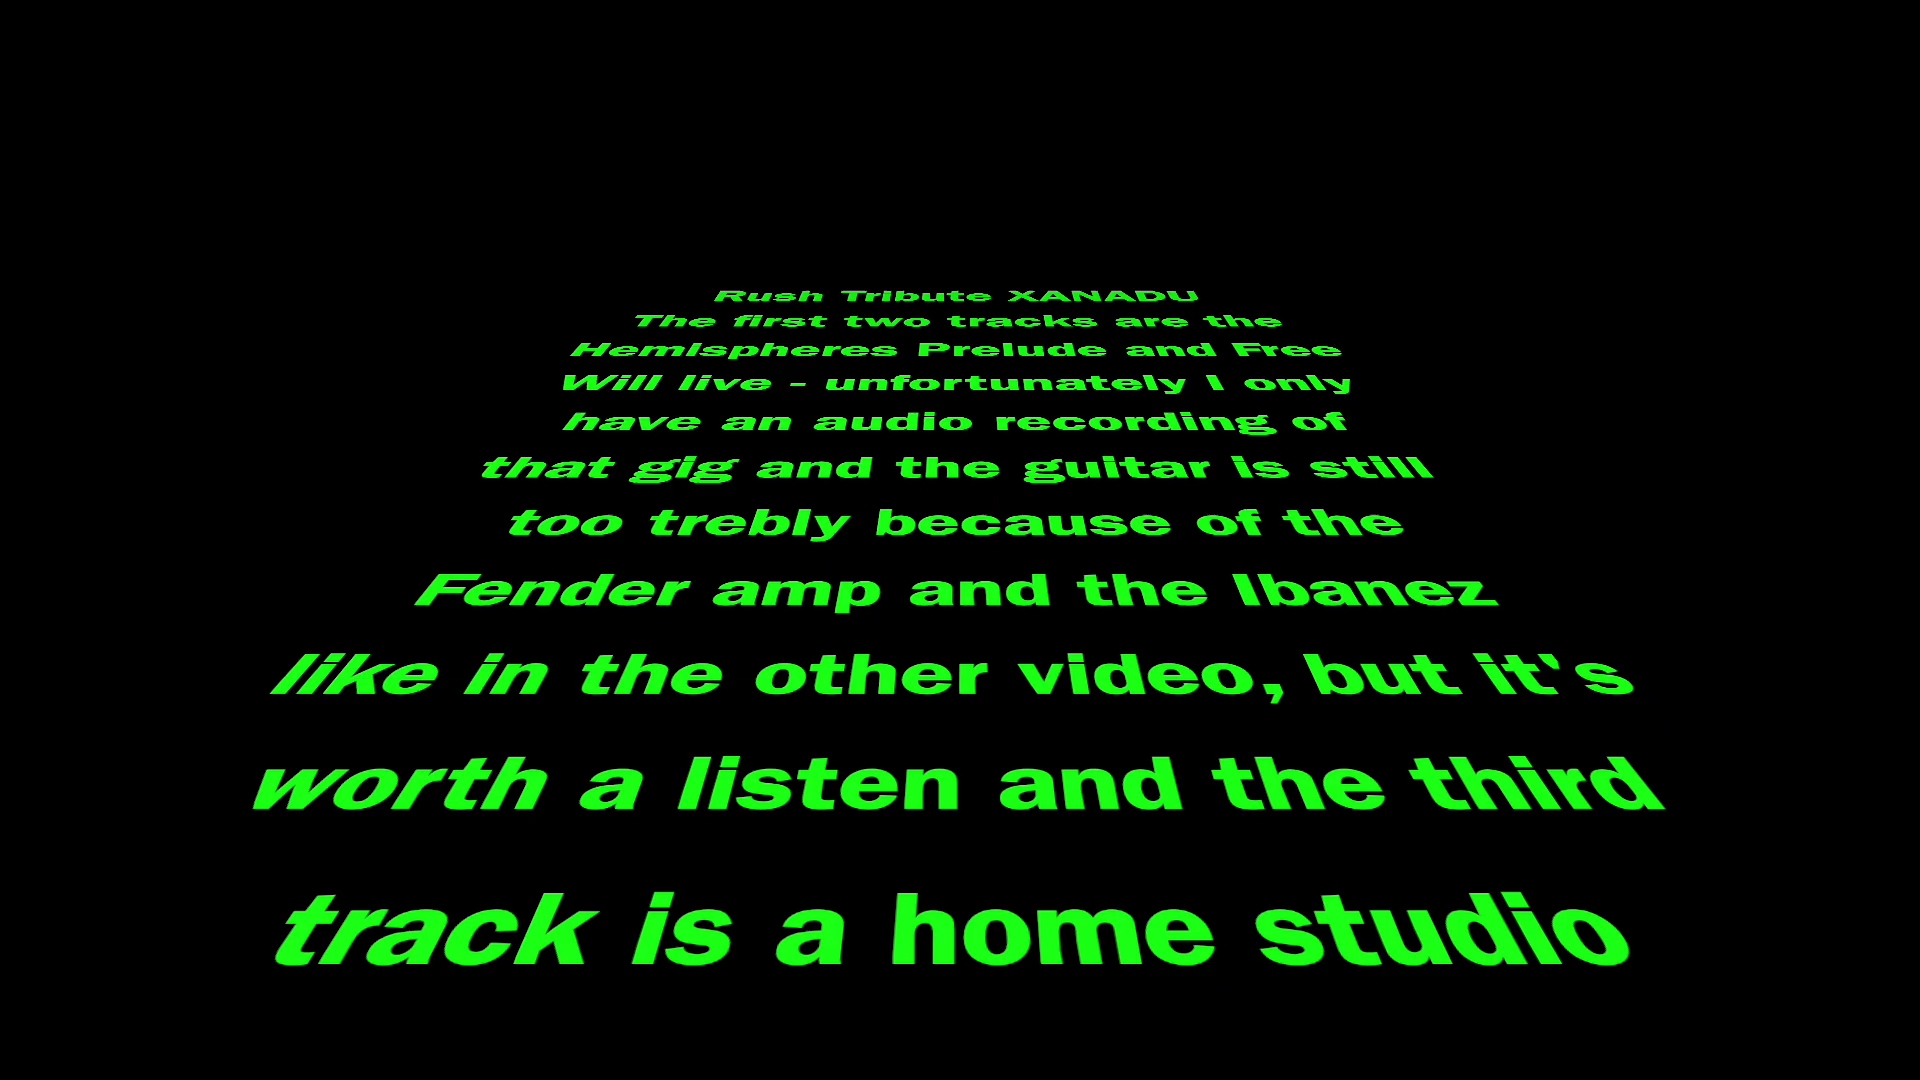 Rush Tribute XANADU
The first two tracks are the
Hemispheres Prelude and Free
Will live - unfortunately I only
have an audio recording of
that gig and the guitar is still
too trebly because of the
Fender amp and the Ibanez
like in the other video, but it's
worth a listen and the third
track is a home studio